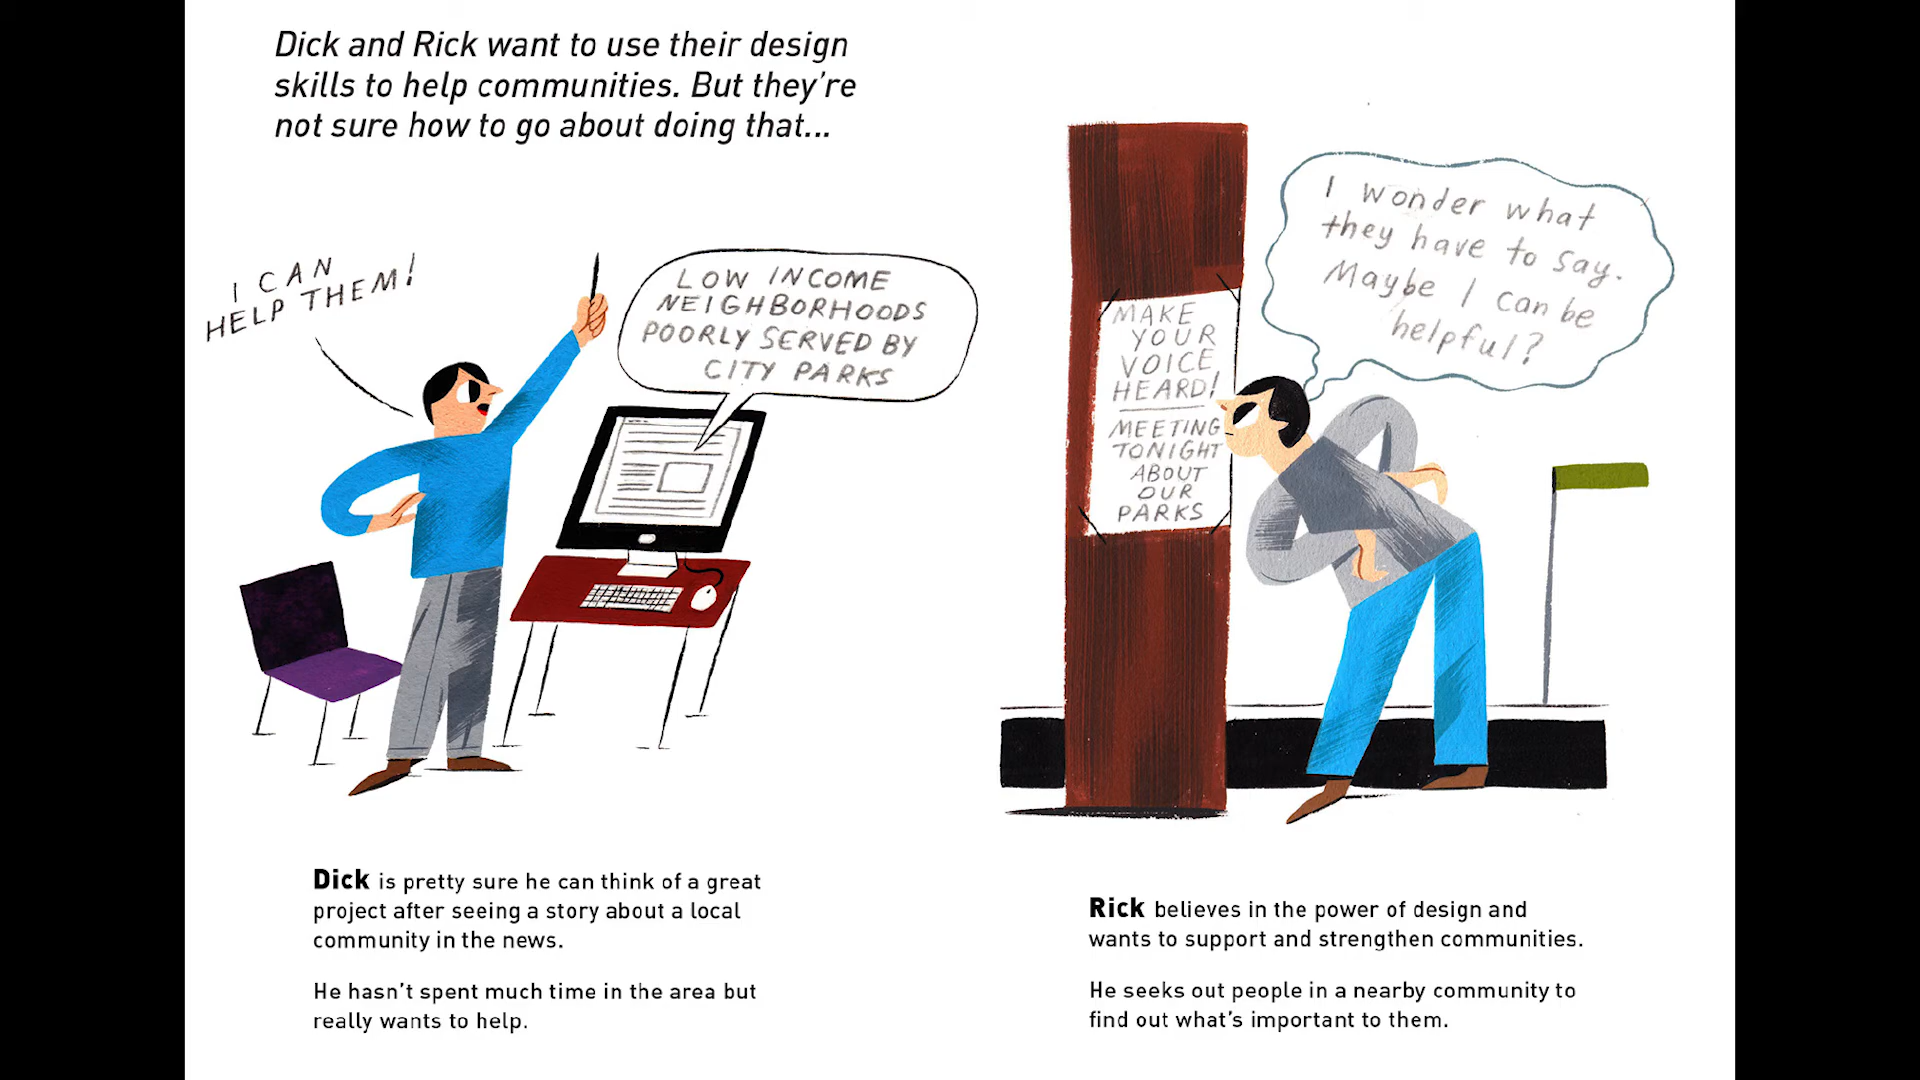 Dick and Rick want to use their design
skills to help communities. But they're
not sure how to go about doing that...
I CAN
HELP THEM!
LOW INCOME
NEIGHBORHOODS
POORLY SERVED BY
CITY PARKS
Dick is pretty sure he can think of a great
project after seeing a story about a local
community in the news.
He hasn't spent much time in the area but
really wants to help.
I wonder what
they have to say.
Maybe I can be
helpful?
MAKE
YOUR
VOICE
HEARD!
MEETING
TONIGHT
ABOUT
OUR
PARKS
Rick believes in the power of design and
wants to support and strengthen communities.
He seeks out people in a nearby community to
find out what's important to them.